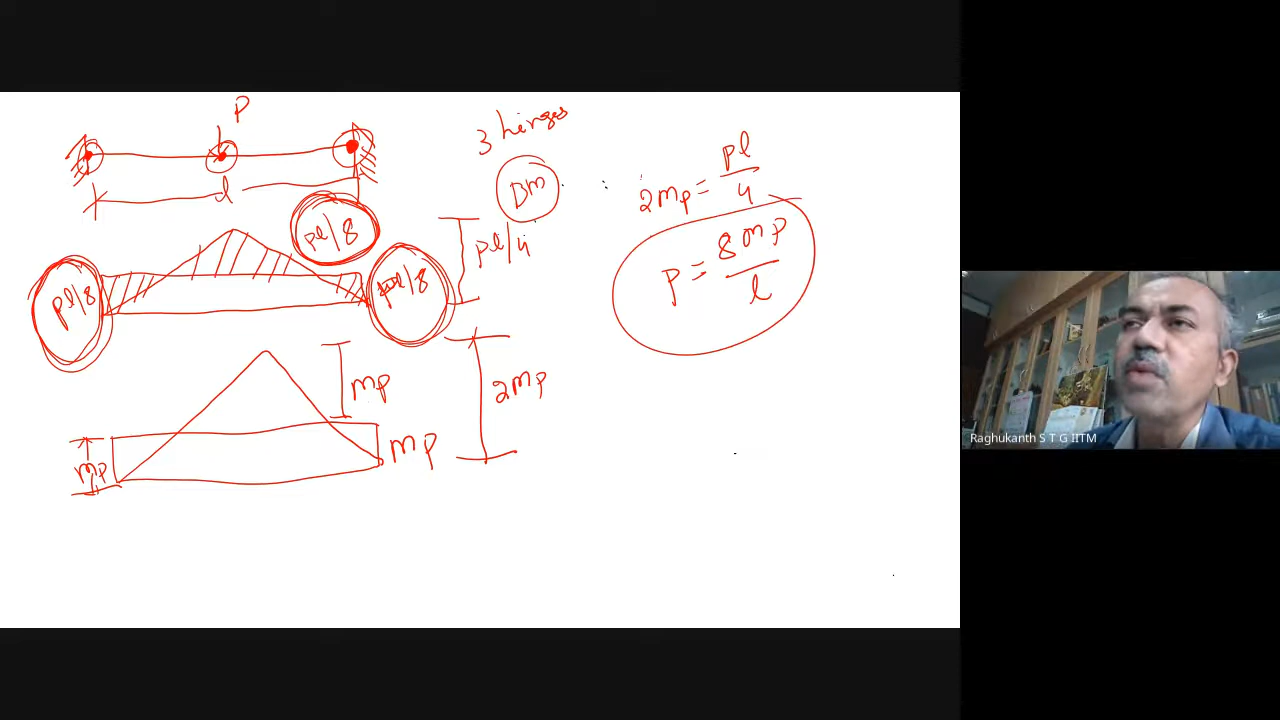 P
3 hinges
l
BM
pl/8
pl/4
pl/8
pl/8
2Mp = pl/4
P = 8Mp/l
Mp
2Mp
Mp
Mp
Raghukanth S T G IITM